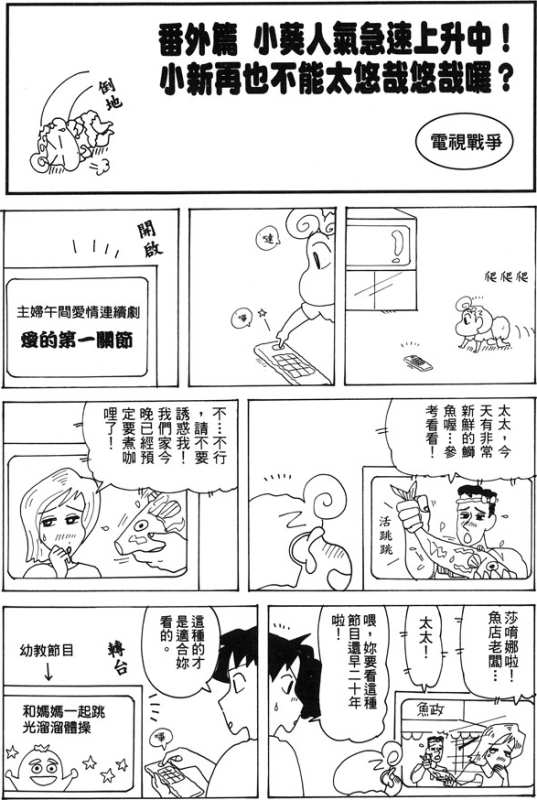 番外篇 小葵人氣急速上升中！
小新再也不能太悠哉悠哉囉？
倒地
電視戰爭
爬爬爬
開啟
主婦午間愛情連續劇
愛的第一關節
太太，今
天有非常
新鮮的鰤
魚喔…參
考看看！
活跳跳
不…不行
，請不要
誘惑我！
我們家今
晚已經預
定要煮咖
哩了！
莎唷娜啦！
魚店老闆…
太太！
魚政
喂，妳要看這種
節目還早二十年
啦！
這種的才
是適合妳
看的。
轉台
幼教節目
和媽媽一起跳
光溜溜體操